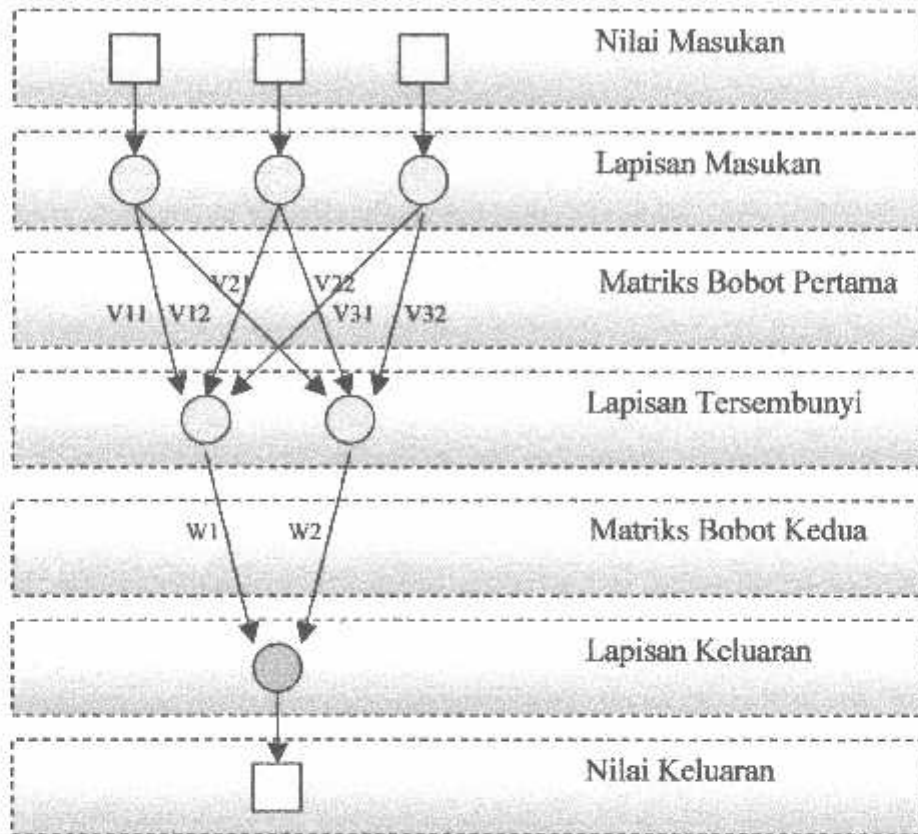 Nilai Masukan
Lapisan Masukan
V21 V22 Matriks Bobot Pertama
V11 V12 V31 V32
Lapisan Tersembunyi
W1 W2 Matriks Bobot Kedua
Lapisan Keluaran
Nilai Keluaran